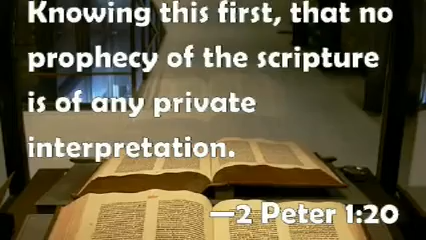 Knowing this first, that no
prophecy of the scripture
is of any private
interpretation.
—2 Peter 1:20